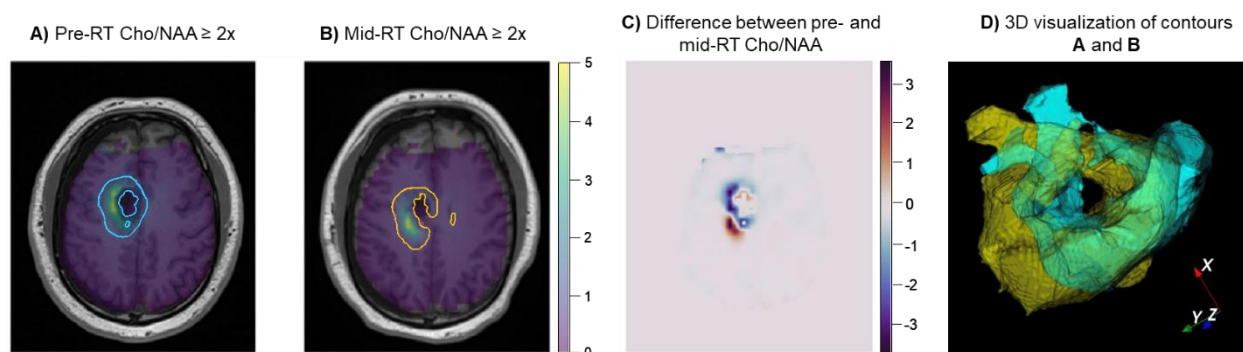 A) Pre-RT Cho/NAA ≥ 2x
B) Mid-RT Cho/NAA ≥ 2x
C) Difference between pre- and
mid-RT Cho/NAA
D) 3D visualization of contours
A and B
5
4
3
2
1
0
3
2
1
0
-1
-2
-3
X
Y
Z